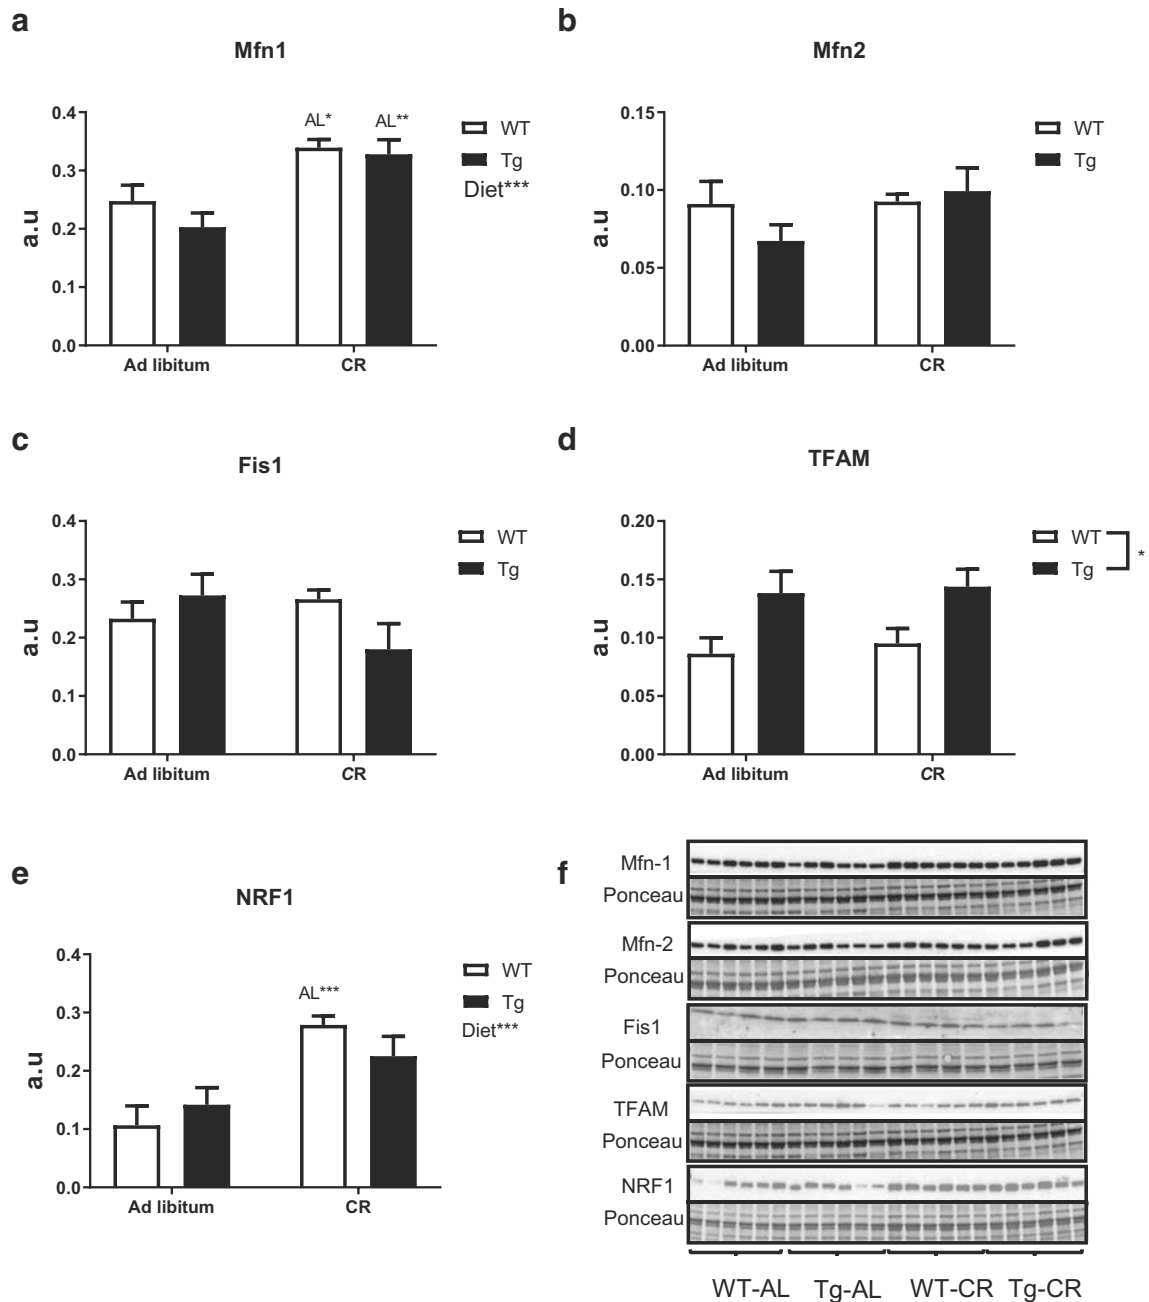 a
Mfn1
0.4
0.3
0.2
0.1
0.0
a.u
AL*
AL**
WT
Tg
Diet***
Ad libitum
CR
b
Mfn2
0.15
0.10
0.05
0.00
a.u
WT
Tg
Ad libitum
CR
c
Fis1
0.4
0.3
0.2
0.1
0.0
a.u
WT
Tg
Ad libitum
CR
d
TFAM
0.20
0.15
0.10
0.05
0.00
a.u
WT
Tg
*
Ad libitum
CR
e
NRF1
0.4
0.3
0.2
0.1
0.0
a.u
AL***
WT
Tg
Diet***
Ad libitum
CR
f
Mfn-1
Ponceau
Mfn-2
Ponceau
Fis1
Ponceau
TFAM
Ponceau
NRF1
Ponceau
WT-AL Tg-AL WT-CR Tg-CR